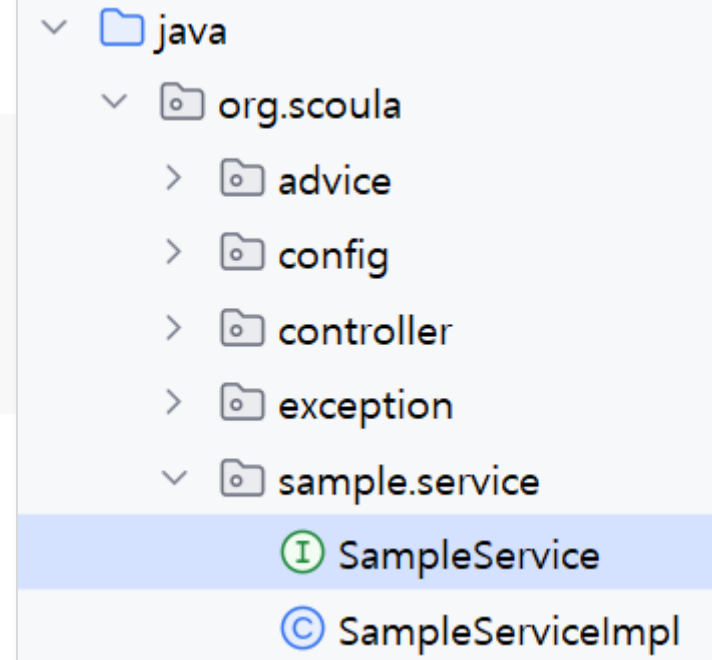 java
org.scoula
advice
config
controller
exception
sample.service
SampleService
SampleServiceImpl